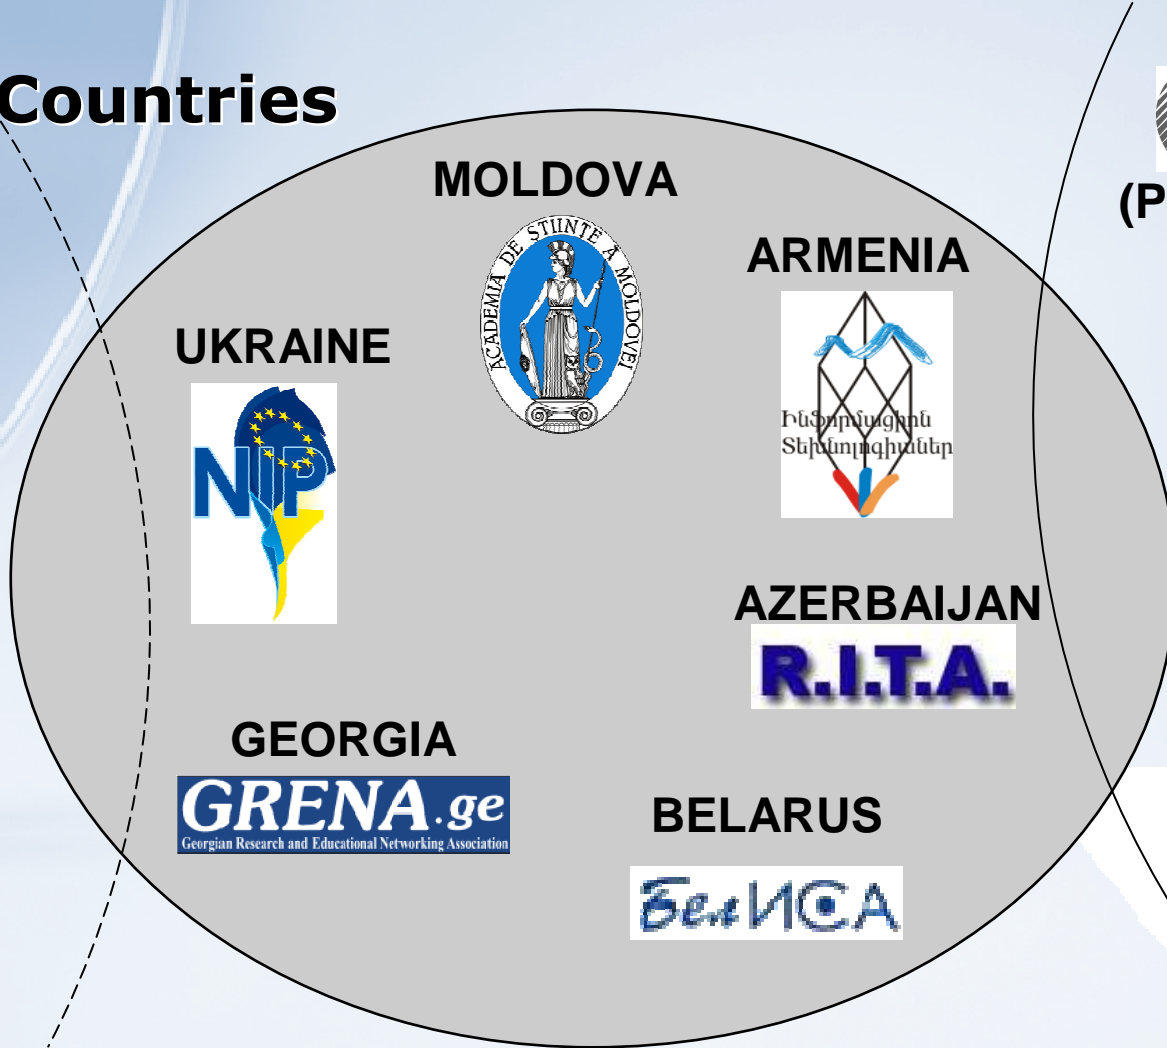 Countries
(P
MOLDOVA
ACADEMIA DE STIINTE A MOLDOVEI
ARMENIA
Ինֆորմացիոն
Տեխնոլոգիաներ
UKRAINE
NIP
AZERBAIJAN
R.I.T.A.
GEORGIA
GRENA.ge
Georgian Research and Educational Networking Association
BELARUS
БелИСА